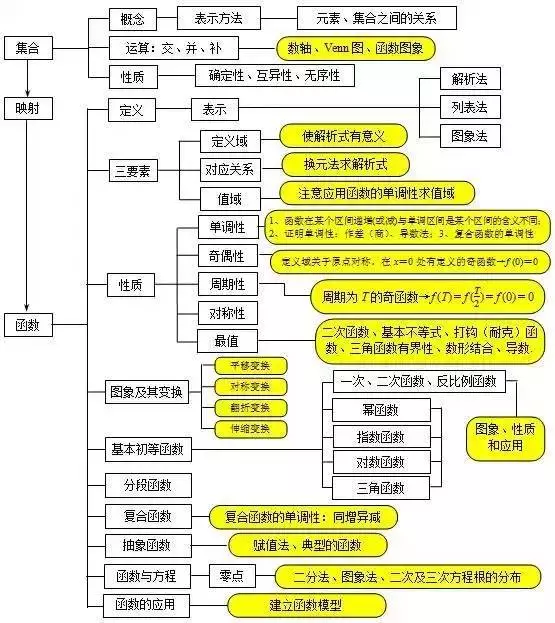 概念
表示方法
元素、集合之间的关系
集合
运算：交、并、补
数轴、Venn 图、函数图象
性质
确定性、互异性、无序性
映射
定义
表示
解析法
列表法
图象法
三要素
定义域
使解析式有意义
对应关系
换元法求解析式
值域
注意应用函数的单调性求值域
函数
性质
单调性
1、函数在某个区间递增(或减)与单调区间是某个区间的含义不同；
2、证明单调性：作差（商）、导数法；3、复合函数的单调性
奇偶性
定义域关于原点对称，在 x＝0 处有定义的奇函数→f (0)＝0
周期性
周期为 T 的奇函数→f (T)＝f (T/2)＝f (0)＝0
对称性
最值
二次函数、基本不等式、打钩（耐克）函
数、三角函数有界性、数形结合、导数.
图象及其变换
平移变换
对称变换
翻折变换
伸缩变换
基本初等函数
一次、二次函数、反比例函数
幂函数
指数函数
对数函数
三角函数
图象、性质
和应用
分段函数
复合函数
复合函数的单调性：同增异减
抽象函数
赋值法、典型的函数
函数与方程
零点
二分法、图象法、二次及三次方程根的分布
函数的应用
建立函数模型